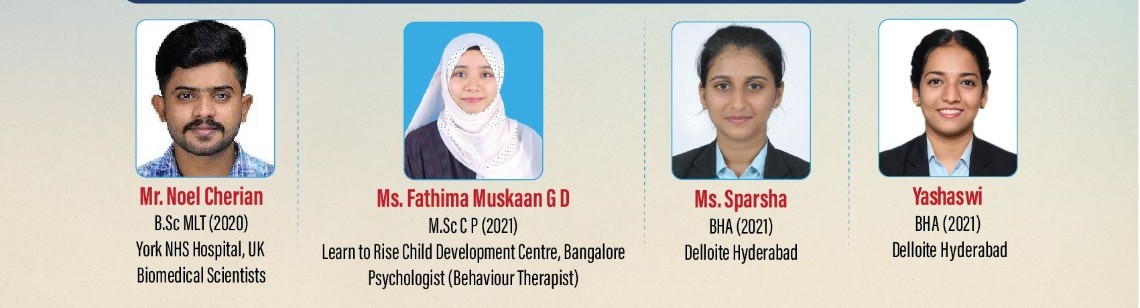 Mr. Noel Cherian
B.Sc MLT (2020)
York NHS Hospital, UK
Biomedical Scientists
Ms. Fathima Muskaan G D
M.Sc C P (2021)
Learn to Rise Child Development Centre, Bangalore
Psychologist (Behaviour Therapist)
Ms. Sparsha
BHA (2021)
Delloite Hyderabad
Yashaswi
BHA (2021)
Delloite Hyderabad